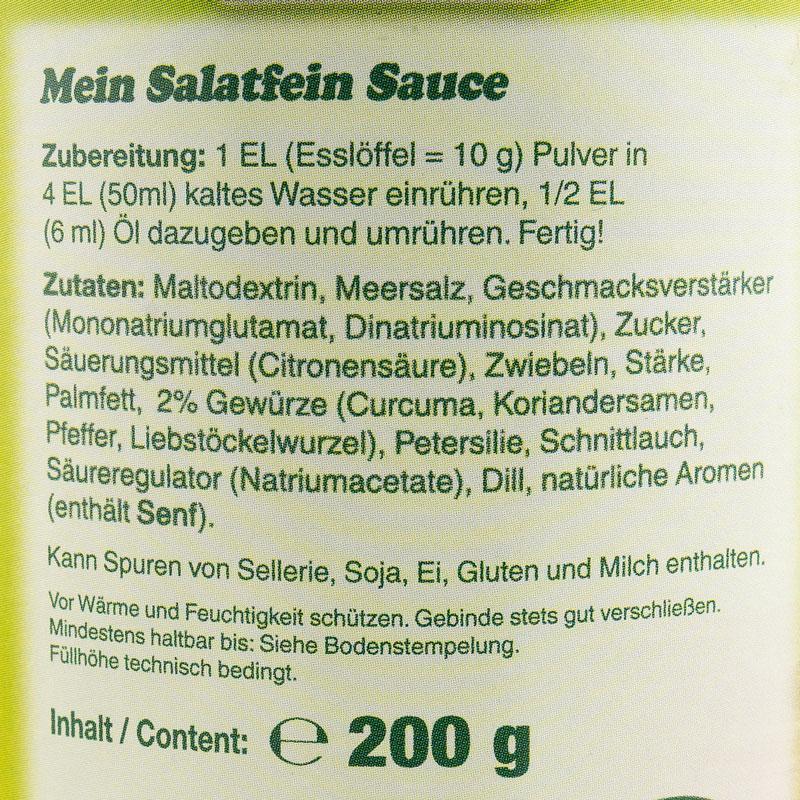 Mein Salatfein Sauce
Zubereitung: 1 EL (Esslöffel = 10 g) Pulver in
4 EL (50ml) kaltes Wasser einrühren, 1/2 EL
(6 ml) Öl dazugeben und umrühren. Fertig!
Zutaten: Maltodextrin, Meersalz, Geschmacksverstärker
(Mononatriumglutamat, Dinatriuminosinat), Zucker,
Säuerungsmittel (Citronensäure), Zwiebeln, Stärke,
Palmfett, 2% Gewürze (Curcuma, Koriandersamen,
Pfeffer, Liebstöckelwurzel), Petersilie, Schnittlauch,
Säureregulator (Natriumacetate), Dill, natürliche Aromen
(enthält Senf).
Kann Spuren von Sellerie, Soja, Ei, Gluten und Milch enthalten.
Vor Wärme und Feuchtigkeit schützen. Gebinde stets gut verschließen.
Mindestens haltbar bis: Siehe Bodenstempelung.
Füllhöhe technisch bedingt.
Inhalt / Content: ℮ 200 g